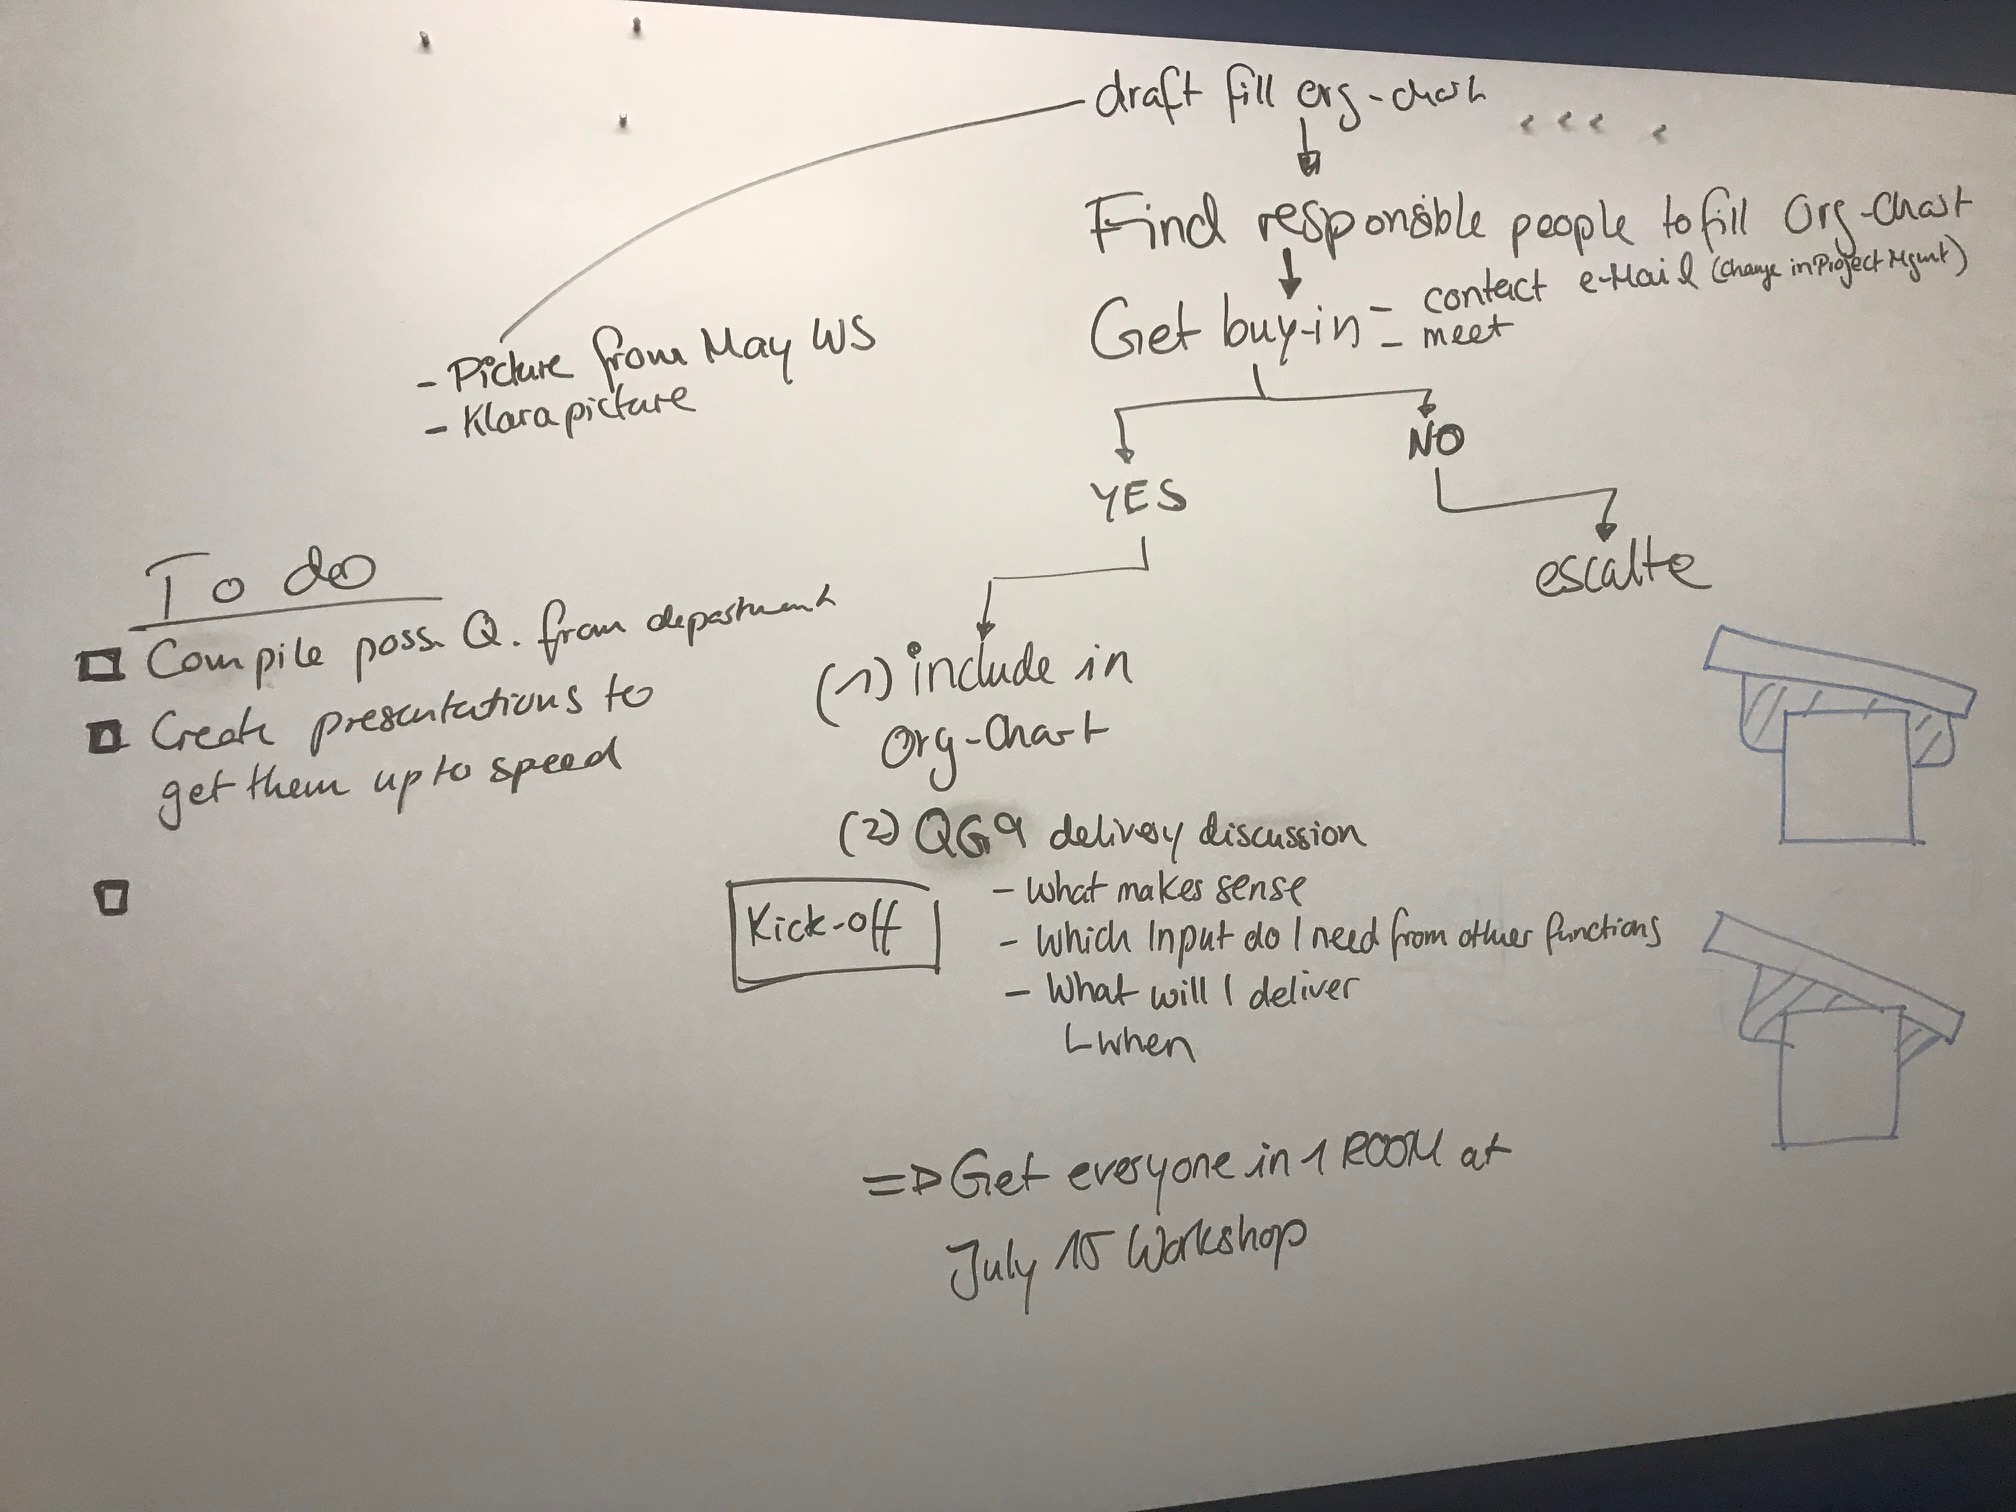 draft fill org-chart
Find responsible people to fill Org-Chart
Get buy-in - contact e-Mail (Change in Project Mgmt)
- meet
- Picture from May WS
- Klara picture
YES
NO
escalte
To do
Compile poss. Q. from department
Create presentations to
get them up to speed
(1) include in
Org-Chart
(2) QG9 delivery discussion
Kick-off
- What makes sense
- Which Input do I need from other functions
- What will I deliver
when
=> Get everyone in 1 ROOM at
July 15 Workshop